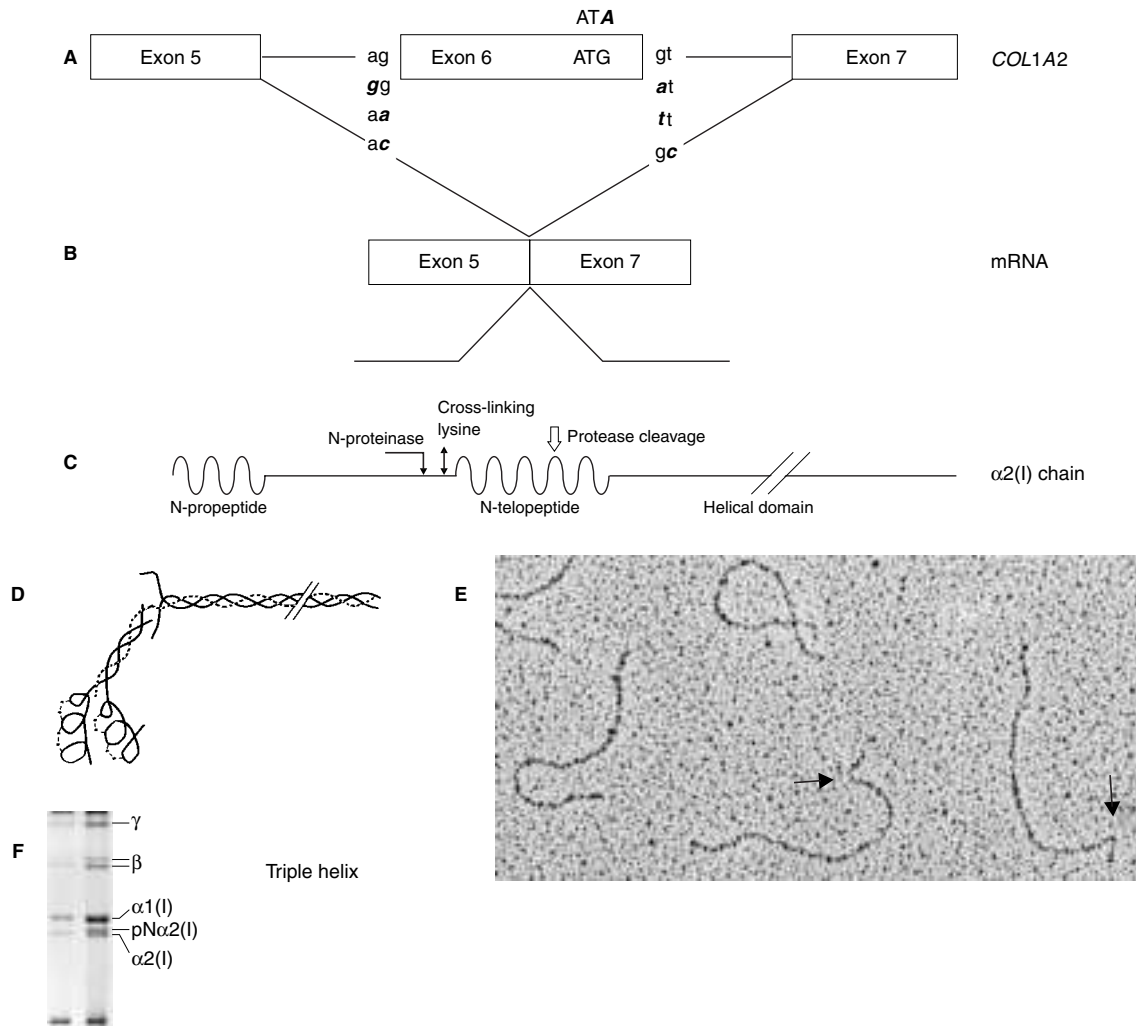 ATA
A Exon 5 ag Exon 6 ATG gt Exon 7 COL1A2
gg at
aa tt
ac gc
B Exon 5 Exon 7 mRNA
Cross-linking
lysine
N-proteinase Protease cleavage
C α2(I) chain
N-propeptide N-telopeptide Helical domain
D E
γ
F β
Triple helix
α1(I)
pNα2(I)
α2(I)